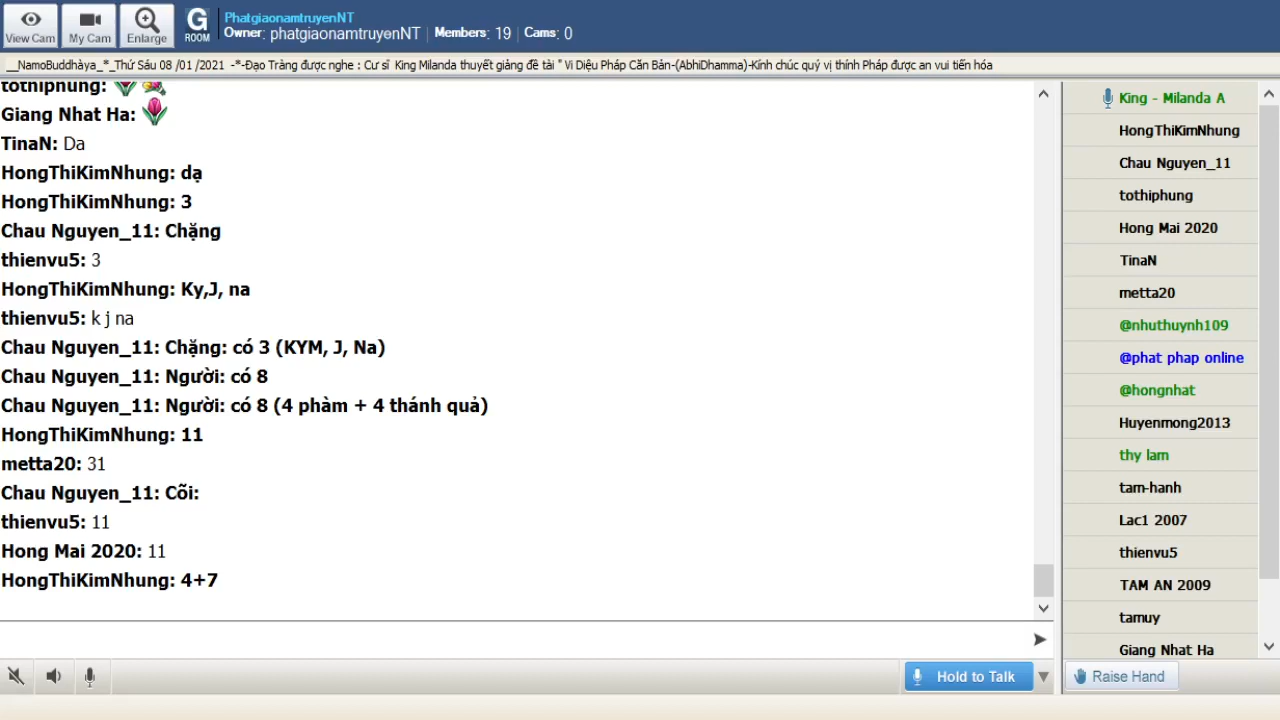 View Cam
My Cam
Enlarge
G
ROOM
PhatgiaonamtruyenNT
Owner: phatgiaonamtruyenNT Members: 19 Cams: 0
__NamoBuddhàya_*_Thứ Sáu 08 /01 /2021 -*-Đạo Tràng được nghe : Cư sĩ King Milanda thuyết giảng đề tài " Vi Diệu Pháp Căn Bản-(AbhiDhamma)-Kính chúc quý vị thính Pháp được an vui tiến hóa
tothiphung:
Giang Nhat Ha:
TinaN: Da
HongThiKimNhung: dạ
HongThiKimNhung: 3
Chau Nguyen_11: Chặng
thienvu5: 3
HongThiKimNhung: Ky,J, na
thienvu5: k j na
Chau Nguyen_11: Chặng: có 3 (KYM, J, Na)
Chau Nguyen_11: Người: có 8
Chau Nguyen_11: Người: có 8 (4 phàm + 4 thánh quả)
HongThiKimNhung: 11
metta20: 31
Chau Nguyen_11: Cõi:
thienvu5: 11
Hong Mai 2020: 11
HongThiKimNhung: 4+7
King - Milanda A
HongThiKimNhung
Chau Nguyen_11
tothiphung
Hong Mai 2020
TinaN
metta20
@nhuthuynh109
@phat phap online
@hongnhat
Huyenmong2013
thy lam
tam-hanh
Lac1 2007
thienvu5
TAM AN 2009
tamuy
Giang Nhat Ha
Hold to Talk
Raise Hand